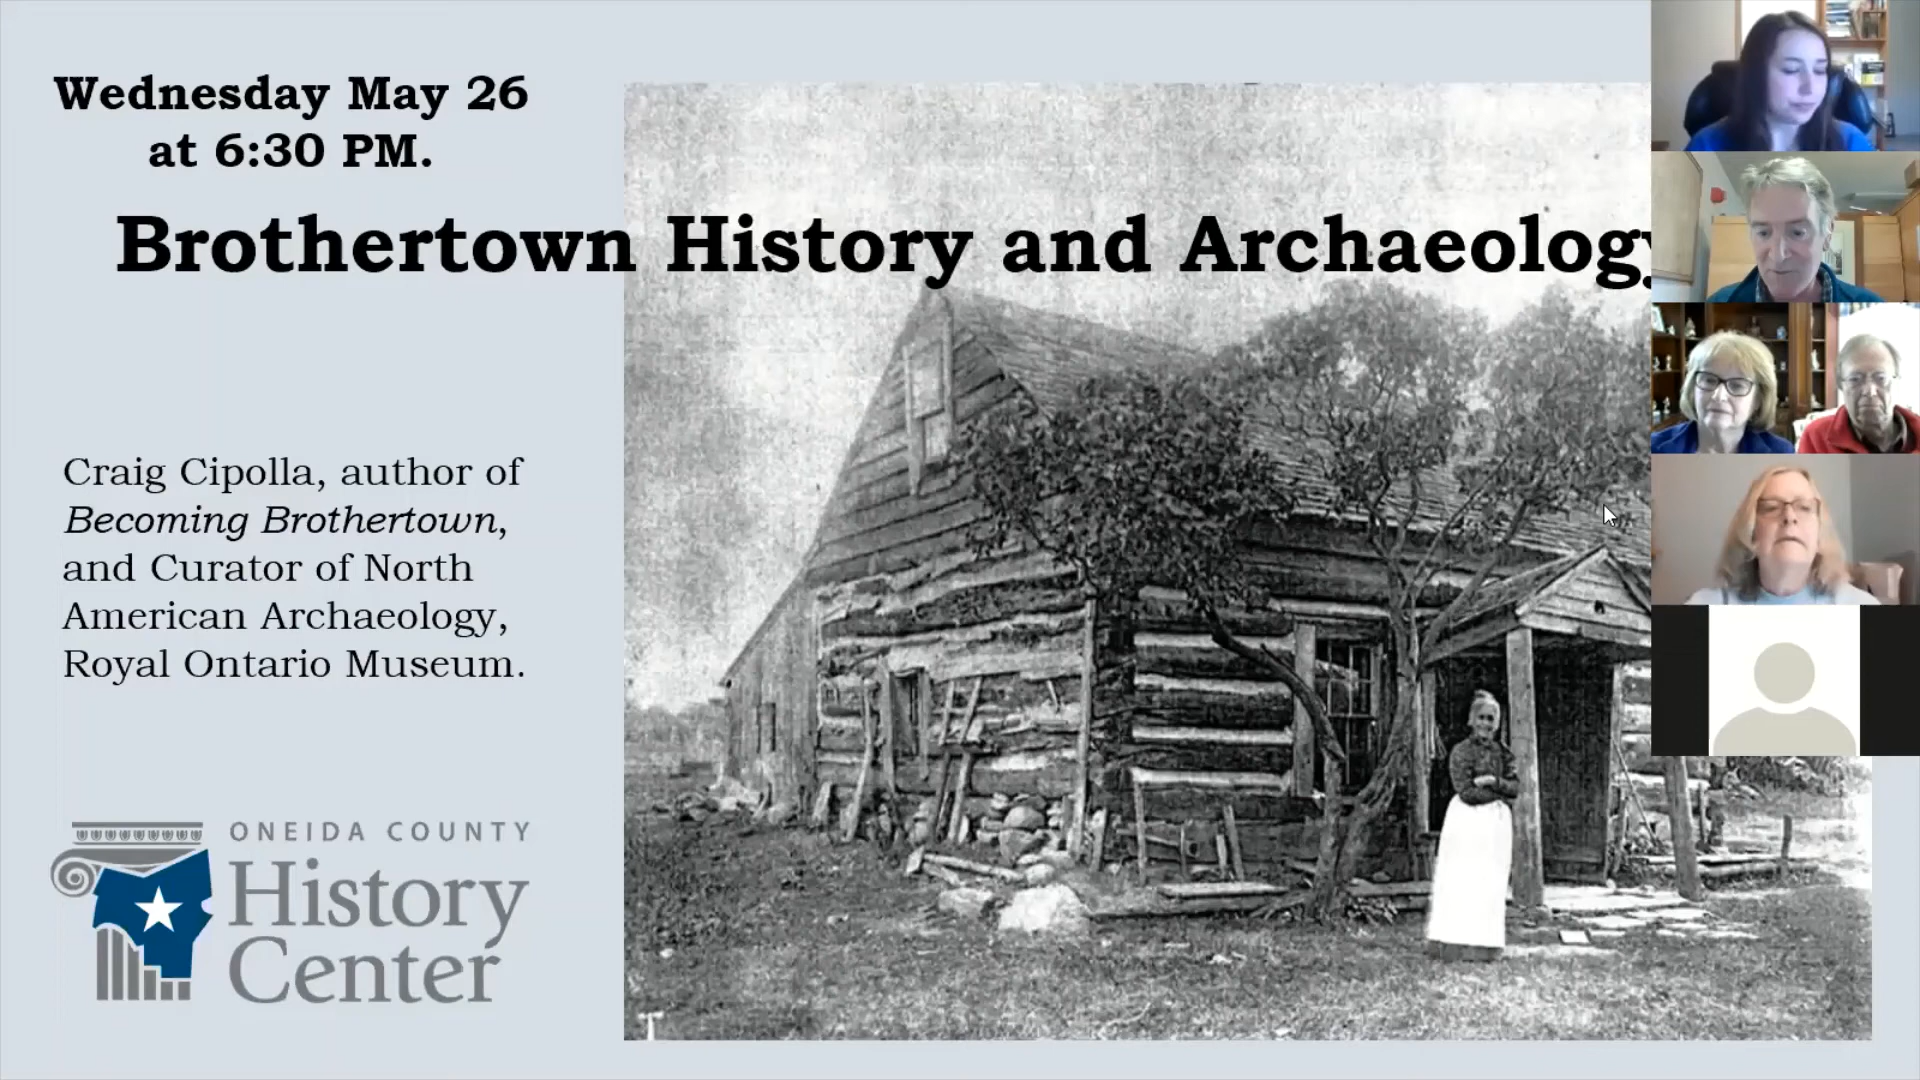 Wednesday May 26
at 6:30 PM.
Brothertown History and Archaeology
Craig Cipolla, author of
Becoming Brothertown,
and Curator of North
American Archaeology,
Royal Ontario Museum.
ONEIDA COUNTY
History
Center